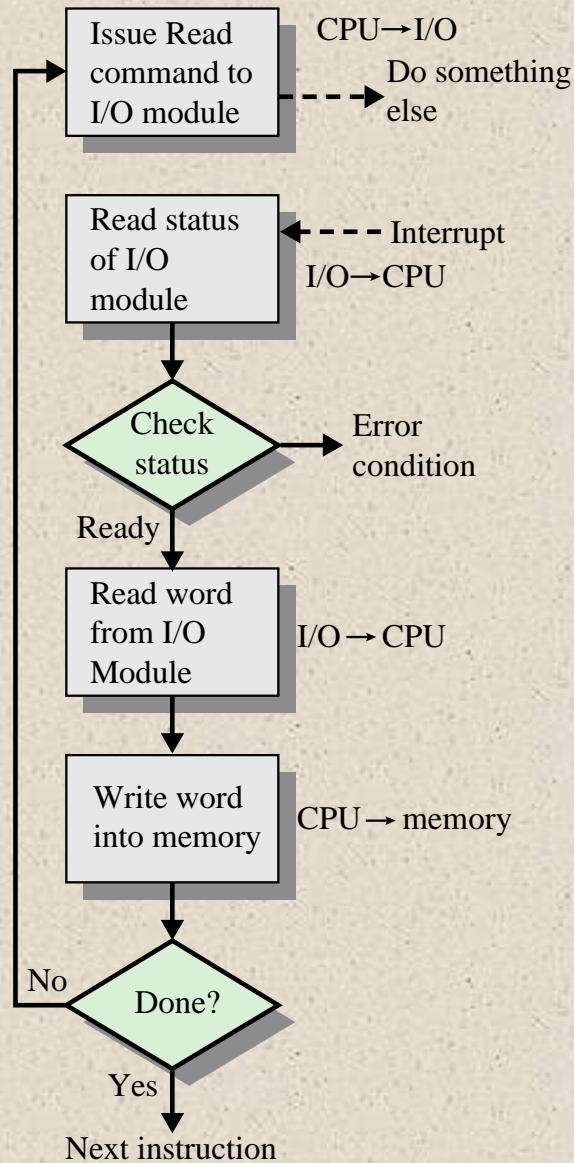 Issue Read
command to
I/O module
CPU→I/O
Do something
else
Read status
of I/O
module
Interrupt
I/O→CPU
Check
status
Error
condition
Ready
Read word
from I/O
Module
I/O → CPU
Write word
into memory
CPU → memory
No
Done?
Yes
Next instruction